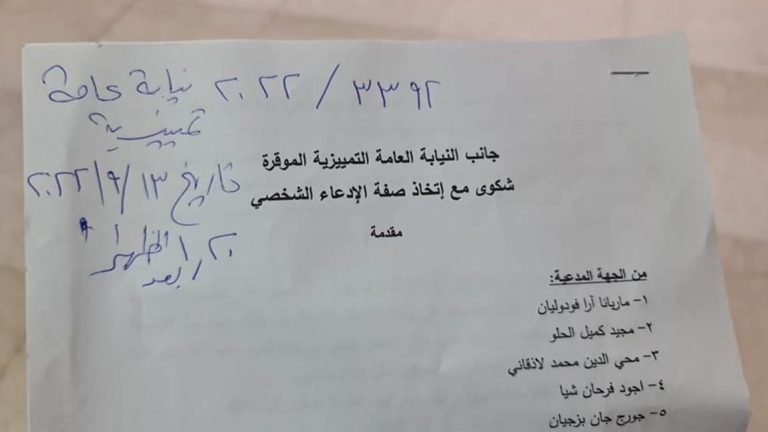 ٣٣٩٢ / ٢٠٢٢ نيابة عامة
تمييزية
تاريخ ٢٠٢٢/٩/١٣
بعد الظهر
جانب النيابة العامة التمييزية الموقرة
شكوى مع إتخاذ صفة الإدعاء الشخصي
مقدمة
من الجهة المدعية:
١- ماريانا آرا فودوليان
٢- مجيد كميل الحلو
٣- محي الدين محمد لاذقاني
٤- اجود فرحان شيا
٥- جورج جان بزجيان